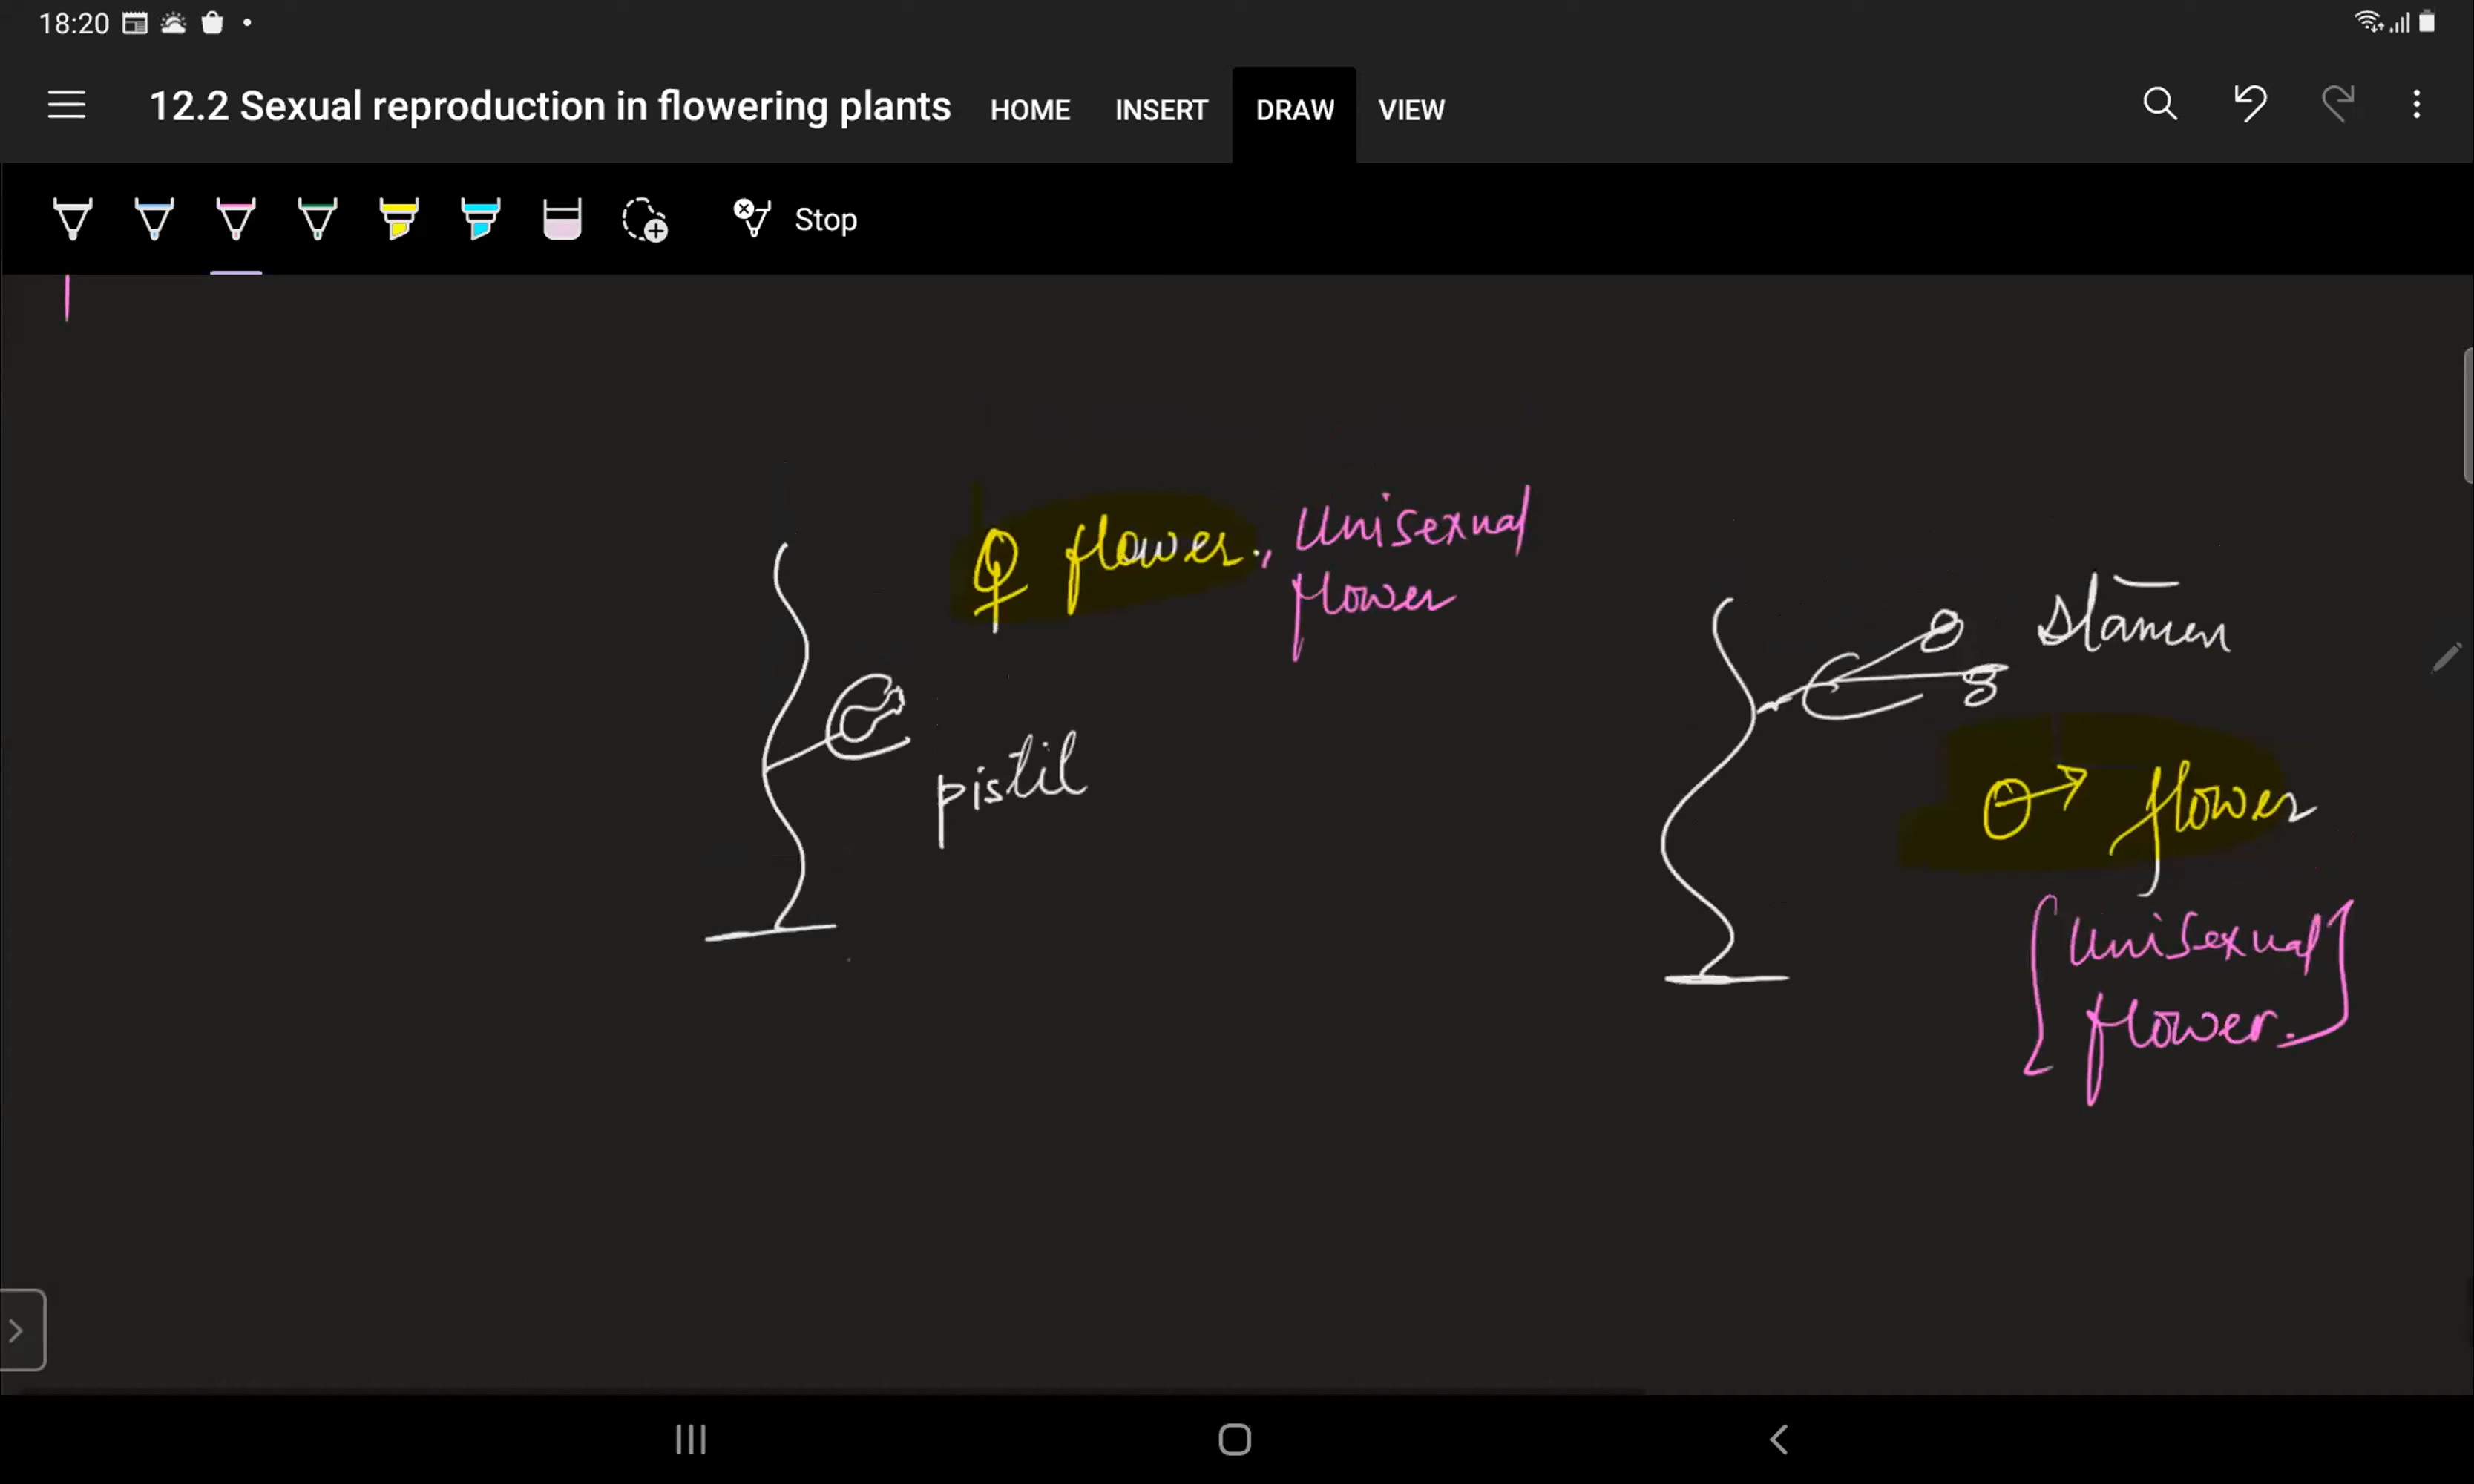 18:20
12.2 Sexual reproduction in flowering plants HOME INSERT DRAW VIEW
Stop
♀ flower., Unisexual
flower
pistil
Stamen
♂ flower
[Unisexual
flower.]